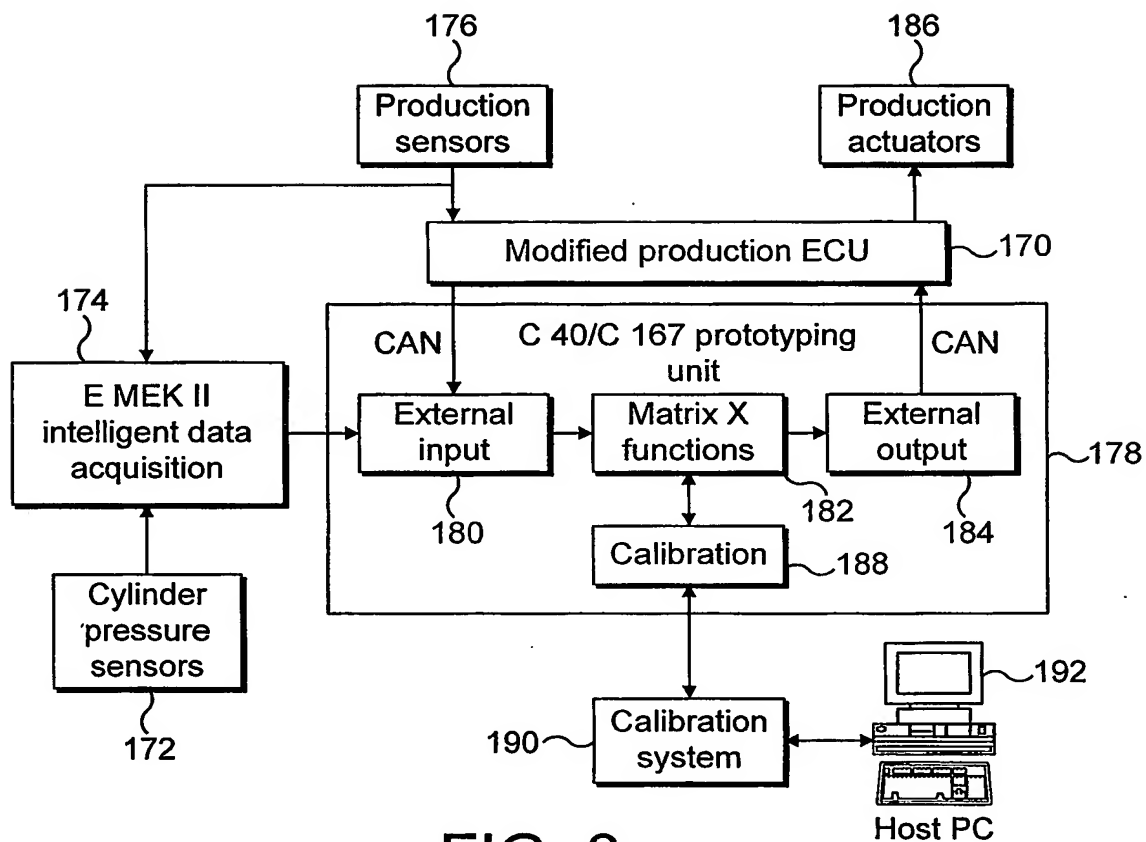 176
186
Production
sensors
Production
actuators
Modified production ECU
170
174
CAN
C 40/C 167 prototyping
unit
CAN
E MEK II
intelligent data
acquisition
External
input
Matrix X
functions
External
output
178
180
182
184
Calibration
188
Cylinder
pressure
sensors
172
190
Calibration
system
192
Host PC